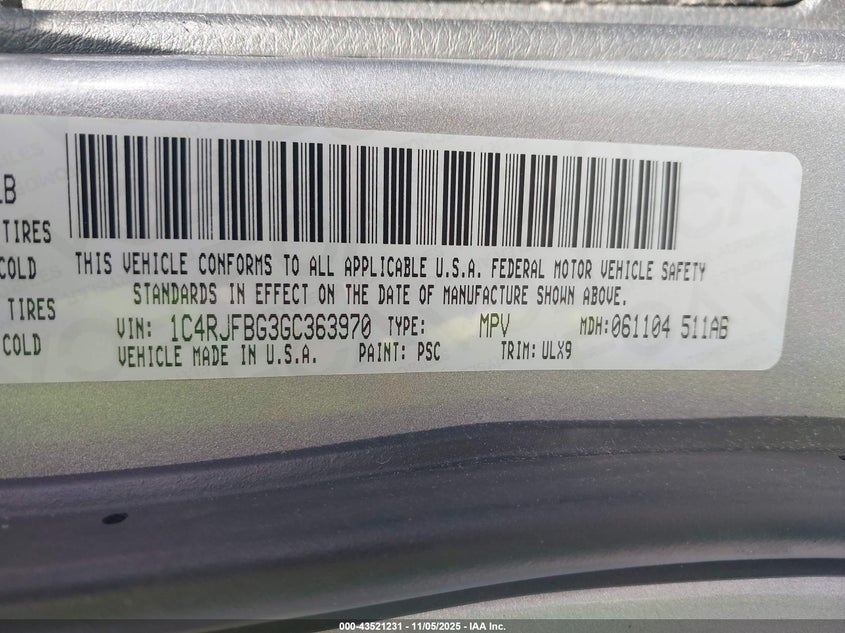 LB
TIRES
COLD
TIRES
COLD
THIS VEHICLE CONFORMS TO ALL APPLICABLE U.S.A. FEDERAL MOTOR VEHICLE SAFETY
STANDARDS IN EFFECT ON THE DATE OF MANUFACTURE SHOWN ABOVE.
VIN: 1C4RJFBG3GC363970 TYPE: MPV MDH:061104 511AB
VEHICLE MADE IN U.S.A. PAINT: PSC TRIM:ULX9
000-43521231 - 11/05/2025 - IAA Inc.